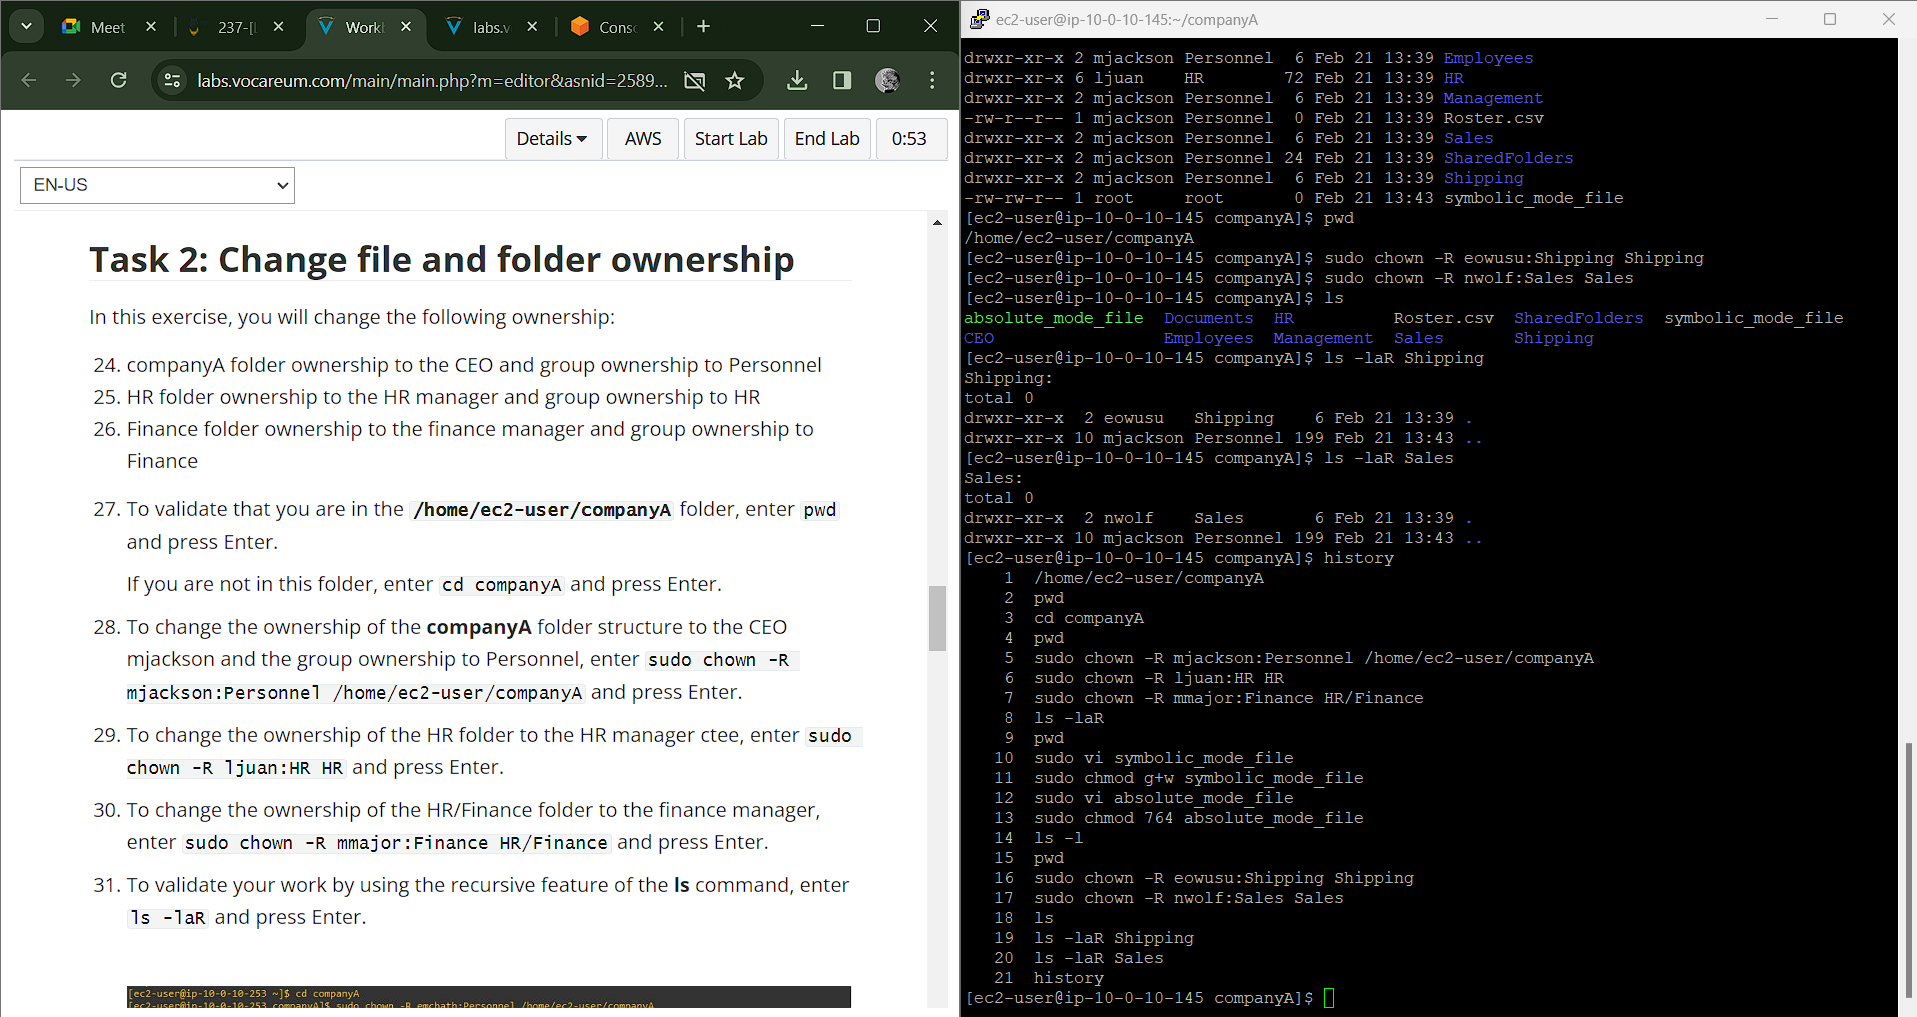 Meet
237-[
Work
labs.v
Cons
labs.vocareum.com/main/main.php?m=editor&asnid=2589...
Details
AWS
Start Lab
End Lab
0:53
EN-US
Task 2: Change file and folder ownership
In this exercise, you will change the following ownership:
24. companyA folder ownership to the CEO and group ownership to Personnel
25. HR folder ownership to the HR manager and group ownership to HR
26. Finance folder ownership to the finance manager and group ownership to
Finance
27. To validate that you are in the /home/ec2-user/companyA folder, enter pwd
and press Enter.
If you are not in this folder, enter cd companyA and press Enter.
28. To change the ownership of the companyA folder structure to the CEO
mjackson and the group ownership to Personnel, enter sudo chown -R
mjackson:Personnel /home/ec2-user/companyA and press Enter.
29. To change the ownership of the HR folder to the HR manager ctee, enter sudo
chown -R ljuan:HR HR and press Enter.
30. To change the ownership of the HR/Finance folder to the finance manager,
enter sudo chown -R mmajor:Finance HR/Finance and press Enter.
31. To validate your work by using the recursive feature of the ls command, enter
ls -laR and press Enter.
[ec2-user@ip-10-0-10-253 ~]$ cd companyA
[ec2-user@ip-10-0-10-253 companyA]$ sudo chown -R emchath:Personnel /home/ec2-user/companyA
ec2-user@ip-10-0-10-145:~/companyA
drwxr-xr-x 2 mjackson Personnel  6 Feb 21 13:39 Employees
drwxr-xr-x 6 ljuan    HR        72 Feb 21 13:39 HR
drwxr-xr-x 2 mjackson Personnel  6 Feb 21 13:39 Management
-rw-r--r-- 1 mjackson Personnel  0 Feb 21 13:39 Roster.csv
drwxr-xr-x 2 mjackson Personnel  6 Feb 21 13:39 Sales
drwxr-xr-x 2 mjackson Personnel 24 Feb 21 13:39 SharedFolders
drwxr-xr-x 2 mjackson Personnel  6 Feb 21 13:39 Shipping
-rw-rw-r-- 1 root     root       0 Feb 21 13:43 symbolic_mode_file
[ec2-user@ip-10-0-10-145 companyA]$ pwd
/home/ec2-user/companyA
[ec2-user@ip-10-0-10-145 companyA]$ sudo chown -R eowusu:Shipping Shipping
[ec2-user@ip-10-0-10-145 companyA]$ sudo chown -R nwolf:Sales Sales
[ec2-user@ip-10-0-10-145 companyA]$ ls
absolute_mode_file  Documents  HR          Roster.csv  SharedFolders  symbolic_mode_file
CEO                 Employees  Management  Sales       Shipping
[ec2-user@ip-10-0-10-145 companyA]$ ls -laR Shipping
Shipping:
total 0
drwxr-xr-x  2 eowusu   Shipping    6 Feb 21 13:39 .
drwxr-xr-x 10 mjackson Personnel 199 Feb 21 13:43 ..
[ec2-user@ip-10-0-10-145 companyA]$ ls -laR Sales
Sales:
total 0
drwxr-xr-x  2 nwolf    Sales       6 Feb 21 13:39 .
drwxr-xr-x 10 mjackson Personnel 199 Feb 21 13:43 ..
[ec2-user@ip-10-0-10-145 companyA]$ history
1  /home/ec2-user/companyA
2  pwd
3  cd companyA
4  pwd
5  sudo chown -R mjackson:Personnel /home/ec2-user/companyA
6  sudo chown -R ljuan:HR HR
7  sudo chown -R mmajor:Finance HR/Finance
8  ls -laR
9  pwd
10  sudo vi symbolic_mode_file
11  sudo chmod g+w symbolic_mode_file
12  sudo vi absolute_mode_file
13  sudo chmod 764 absolute_mode_file
14  ls -l
15  pwd
16  sudo chown -R eowusu:Shipping Shipping
17  sudo chown -R nwolf:Sales Sales
18  ls
19  ls -laR Shipping
20  ls -laR Sales
21  history
[ec2-user@ip-10-0-10-145 companyA]$